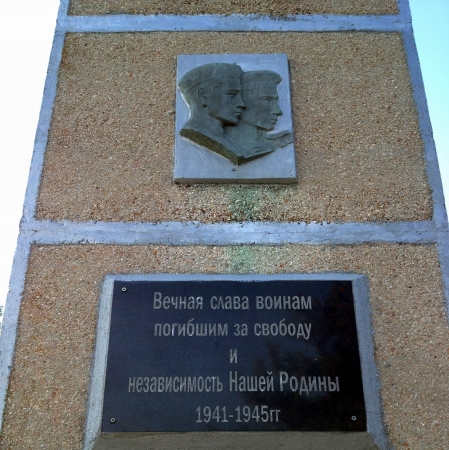 Вечная слава воинам
погибшим за свободу
и
независимость Нашей Родины
1941-1945гг